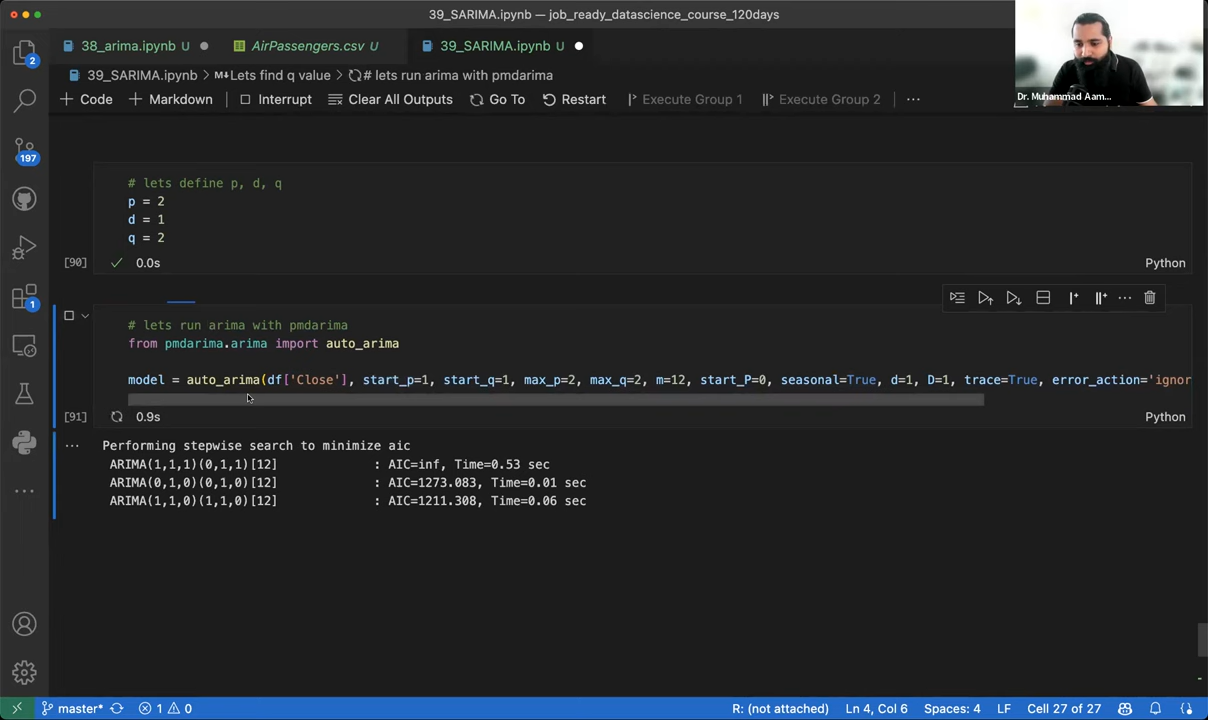 39_SARIMA.ipynb — job_ready_datascience_course_120days
38_arima.ipynb U
AirPassengers.csv U
39_SARIMA.ipynb U
39_SARIMA.ipynb > M↓Lets find q value > # lets run arima with pmdarima
+ Code + Markdown Interrupt Clear All Outputs Go To Restart Execute Group 1 Execute Group 2 ...
Dr. Muhammad Aam...
2
197
1
# lets define p, d, q
p = 2
d = 1
q = 2
[90] 0.0s Python
# lets run arima with pmdarima
from pmdarima.arima import auto_arima
model = auto_arima(df['Close'], start_p=1, start_q=1, max_p=2, max_q=2, m=12, start_P=0, seasonal=True, d=1, D=1, trace=True, error_action='ignor
[91] 0.9s Python
Performing stepwise search to minimize aic
ARIMA(1,1,1)(0,1,1)[12] : AIC=inf, Time=0.53 sec
ARIMA(0,1,0)(0,1,0)[12] : AIC=1273.083, Time=0.01 sec
ARIMA(1,1,0)(1,1,0)[12] : AIC=1211.308, Time=0.06 sec
master* 1 0 R: (not attached) Ln 4, Col 6 Spaces: 4 LF Cell 27 of 27